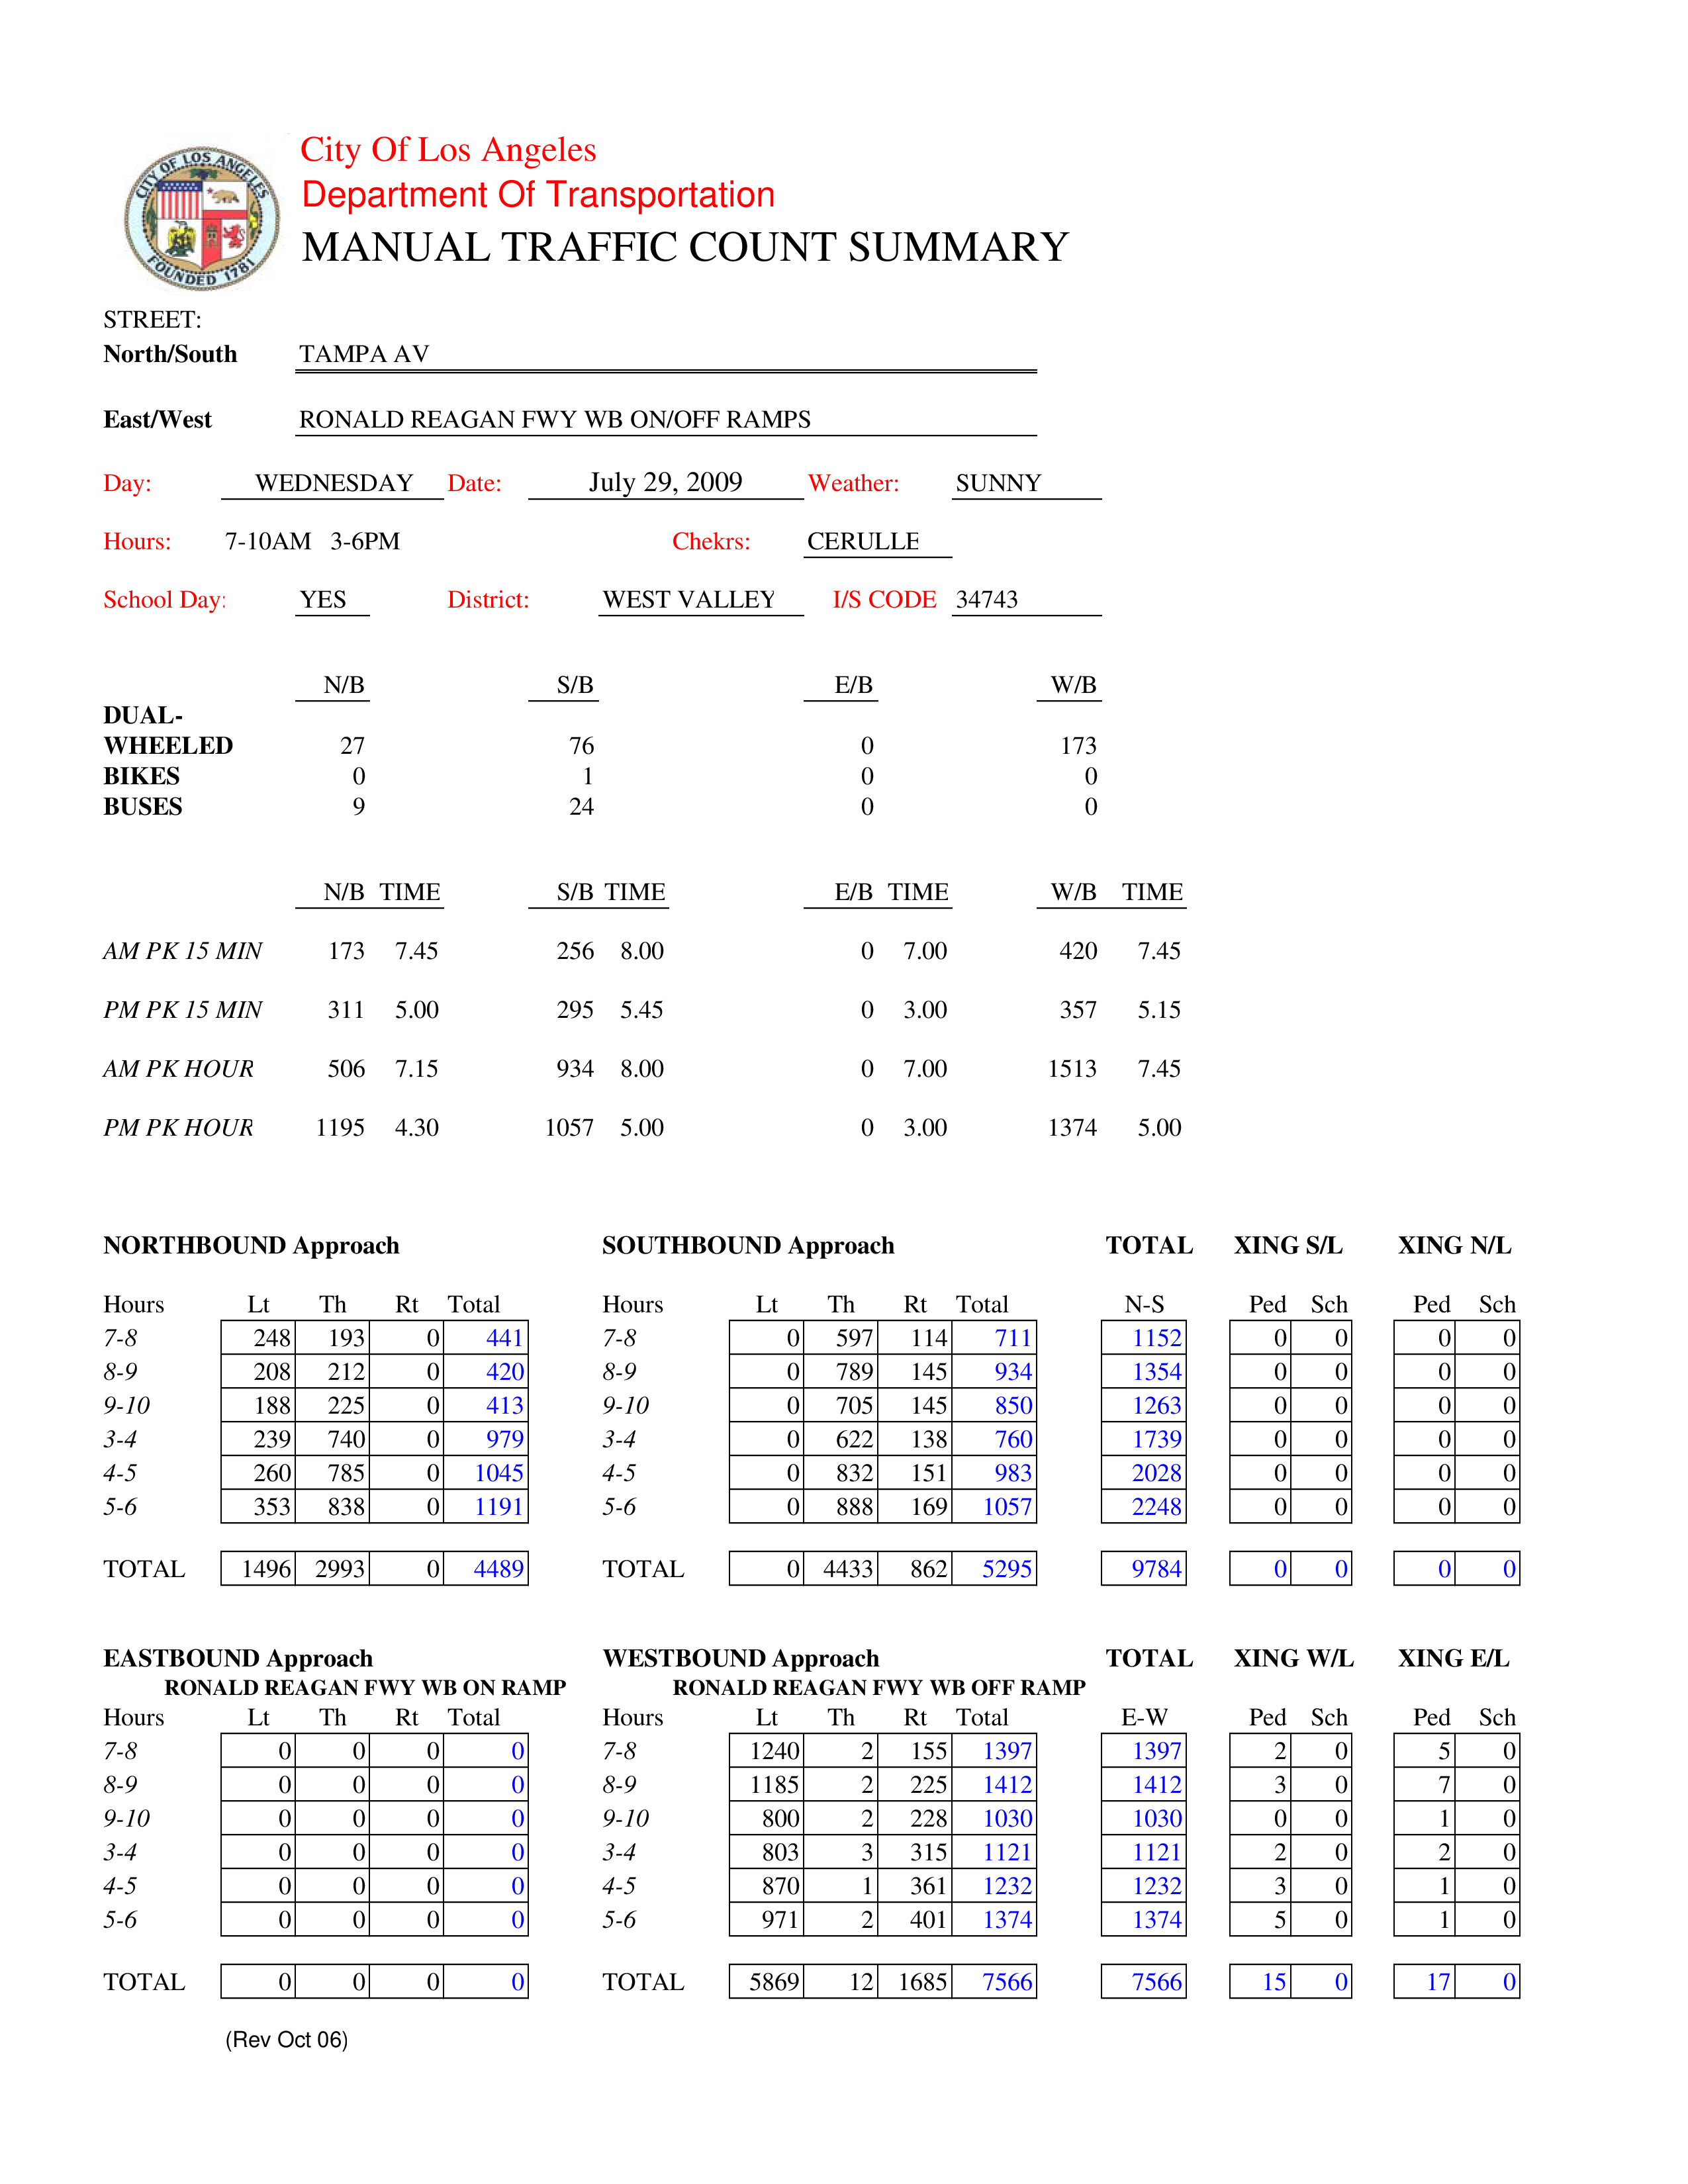 CITY OF LOS ANGELES
FOUNDED 1781
City Of Los Angeles
Department Of Transportation
MANUAL TRAFFIC COUNT SUMMARY
STREET:
North/South TAMPA AV
East/West RONALD REAGAN FWY WB ON/OFF RAMPS
Day: WEDNESDAY Date: July 29, 2009 Weather: SUNNY
Hours: 7-10AM 3-6PM Chekrs: CERULLE
School Day: YES District: WEST VALLEY I/S CODE 34743
N/B S/B E/B W/B
DUAL-
WHEELED 27 76 0 173
BIKES 0 1 0 0
BUSES 9 24 0 0
N/B TIME S/B TIME E/B TIME W/B TIME
AM PK 15 MIN 173 7.45 256 8.00 0 7.00 420 7.45
PM PK 15 MIN 311 5.00 295 5.45 0 3.00 357 5.15
AM PK HOUR 506 7.15 934 8.00 0 7.00 1513 7.45
PM PK HOUR 1195 4.30 1057 5.00 0 3.00 1374 5.00
NORTHBOUND Approach SOUTHBOUND Approach TOTAL XING S/L XING N/L
Hours Lt Th Rt Total Hours Lt Th Rt Total N-S Ped Sch Ped Sch
7-8 248 193 0 441 7-8 0 597 114 711 1152 0 0 0 0
8-9 208 212 0 420 8-9 0 789 145 934 1354 0 0 0 0
9-10 188 225 0 413 9-10 0 705 145 850 1263 0 0 0 0
3-4 239 740 0 979 3-4 0 622 138 760 1739 0 0 0 0
4-5 260 785 0 1045 4-5 0 832 151 983 2028 0 0 0 0
5-6 353 838 0 1191 5-6 0 888 169 1057 2248 0 0 0 0
TOTAL 1496 2993 0 4489 TOTAL 0 4433 862 5295 9784 0 0 0 0
EASTBOUND Approach WESTBOUND Approach TOTAL XING W/L XING E/L
RONALD REAGAN FWY WB ON RAMP RONALD REAGAN FWY WB OFF RAMP
Hours Lt Th Rt Total Hours Lt Th Rt Total E-W Ped Sch Ped Sch
7-8 0 0 0 0 7-8 1240 2 155 1397 1397 2 0 5 0
8-9 0 0 0 0 8-9 1185 2 225 1412 1412 3 0 7 0
9-10 0 0 0 0 9-10 800 2 228 1030 1030 0 0 1 0
3-4 0 0 0 0 3-4 803 3 315 1121 1121 2 0 2 0
4-5 0 0 0 0 4-5 870 1 361 1232 1232 3 0 1 0
5-6 0 0 0 0 5-6 971 2 401 1374 1374 5 0 1 0
TOTAL 0 0 0 0 TOTAL 5869 12 1685 7566 7566 15 0 17 0
(Rev Oct 06)